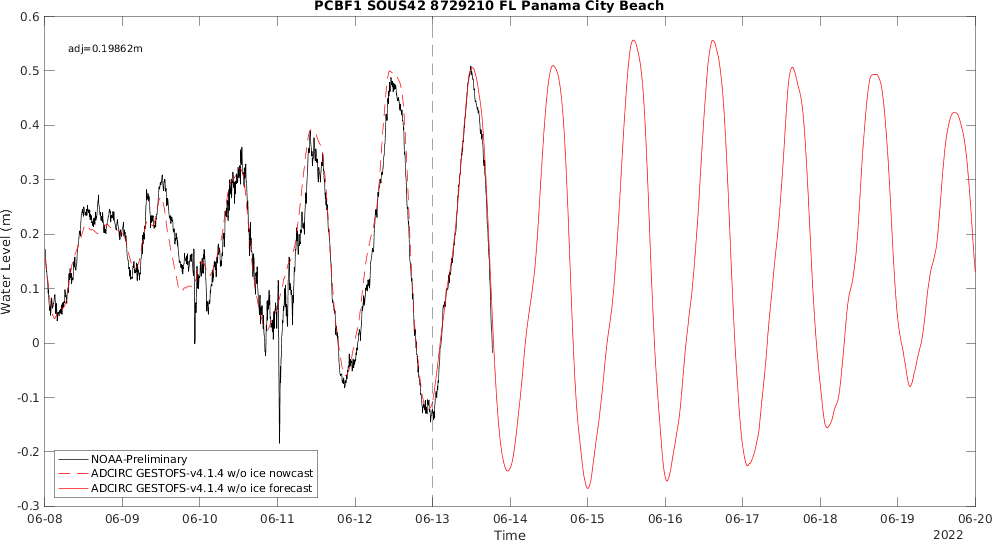 PCBF1 SOUS42 8729210 FL Panama City Beach
0.6
adj=0.19862m
0.5
0.4
0.3
0.2
0.1
0
-0.1
-0.2
-0.3
Water Level (m)
NOAA-Preliminary
ADCIRC GESTOFS-v4.1.4 w/o ice nowcast
ADCIRC GESTOFS-v4.1.4 w/o ice forecast
06-08 06-09 06-10 06-11 06-12 06-13 06-14 06-15 06-16 06-17 06-18 06-19 06-20
Time
2022